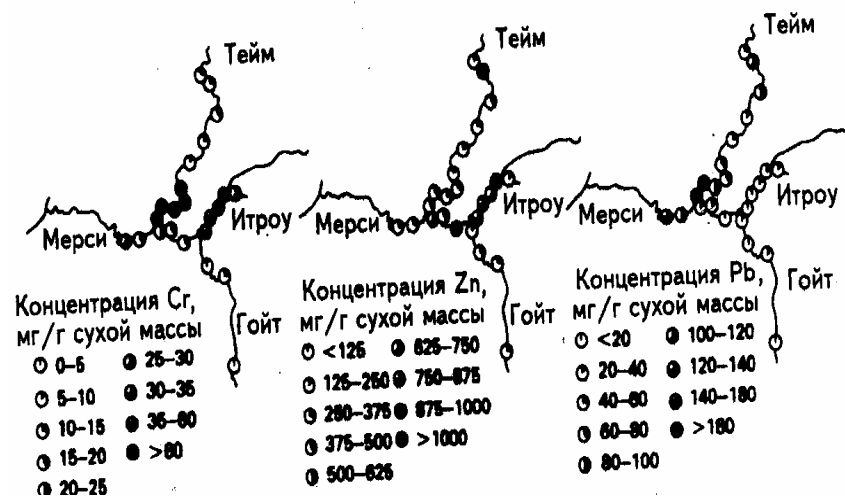 Тейм
Итроу
Мерси
Гойт
Концентрация Cr,
мг/г сухой массы
0–5
5–10
10–15
15–20
20–25
25–30
30–35
35–60
>60
Тейм
Итроу
Мерси
Гойт
Концентрация Zn,
мг/г сухой массы
<125
125–250
250–375
375–500
500–625
625–750
750–875
875–1000
>1000
Тейм
Итроу
Мерси
Гойт
Концентрация Pb,
мг/г сухой массы
<20
20–40
40–60
60–80
80–100
100–120
120–140
140–180
>180